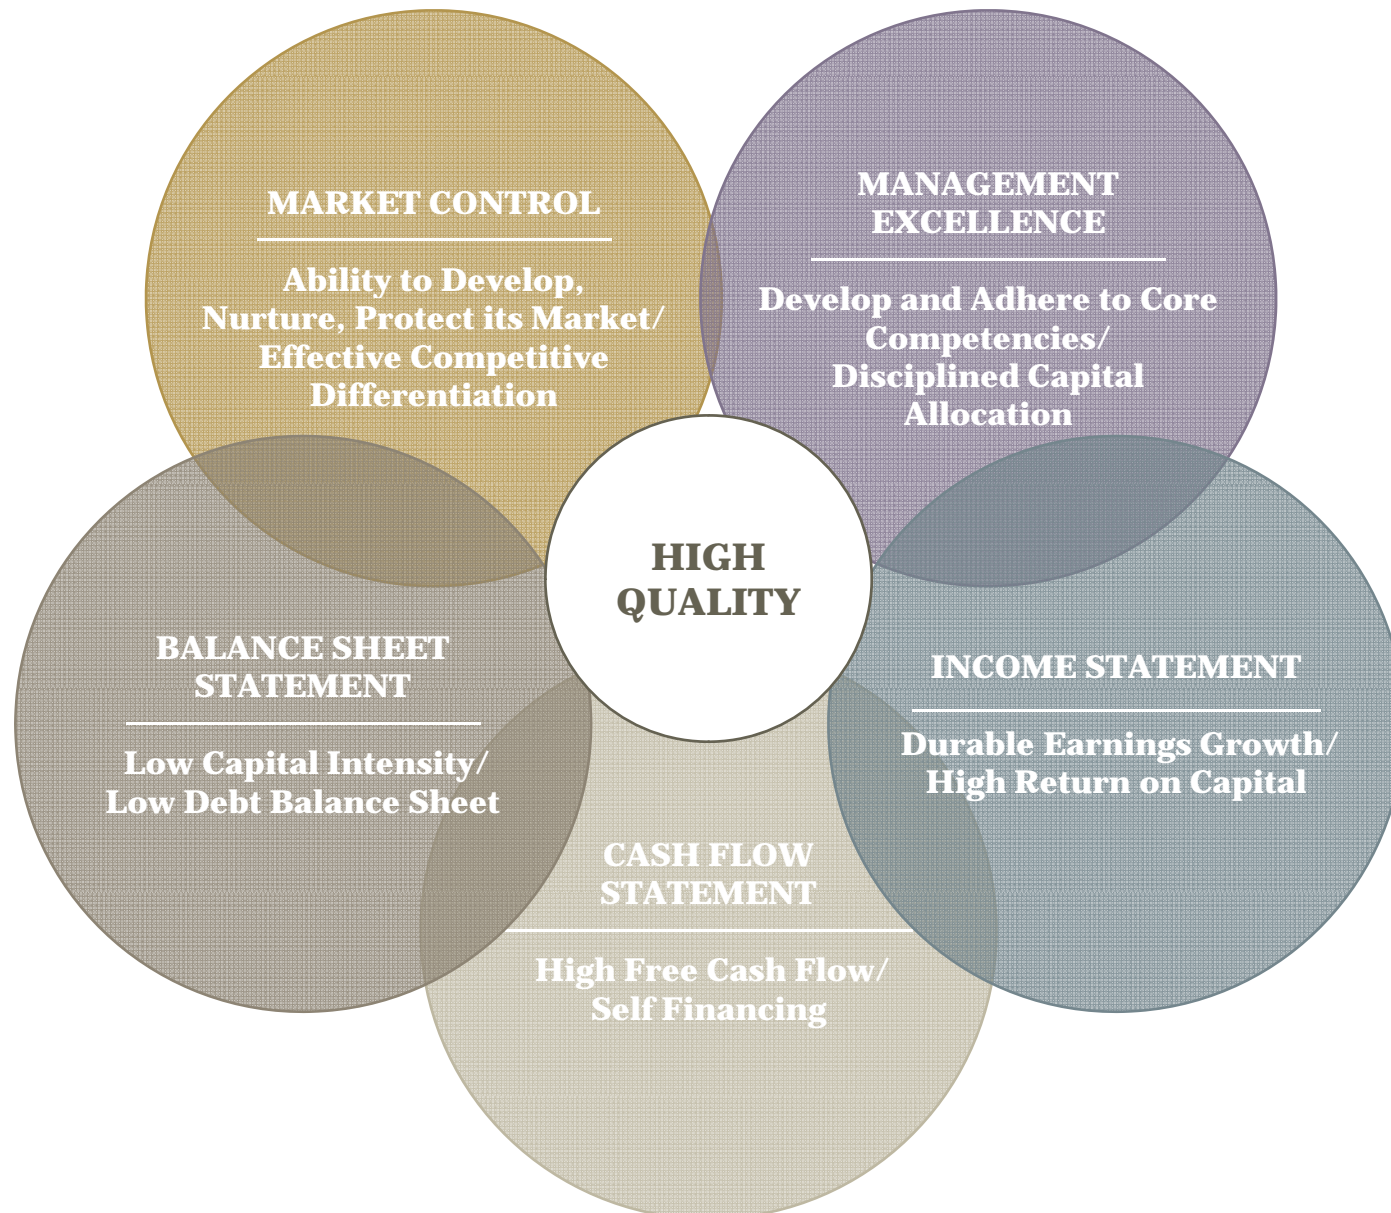 MARKET CONTROL
Ability to Develop,
Nurture, Protect its Market/
Effective Competitive
Differentiation
MANAGEMENT
EXCELLENCE
Develop and Adhere to Core
Competencies/
Disciplined Capital
Allocation
HIGH
QUALITY
BALANCE SHEET
STATEMENT
Low Capital Intensity/
Low Debt Balance Sheet
INCOME STATEMENT
Durable Earnings Growth/
High Return on Capital
CASH FLOW
STATEMENT
High Free Cash Flow/
Self Financing